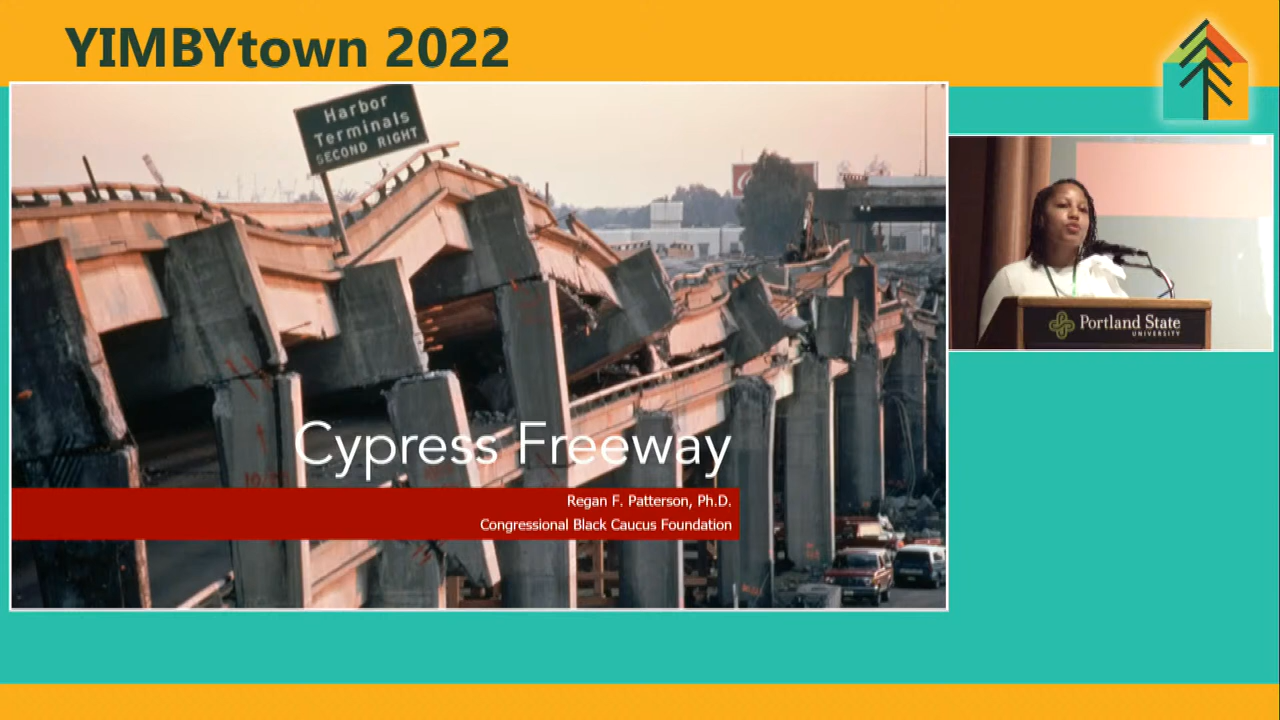 YIMBYtown 2022
Harbor
Terminals
SECOND RIGHT
Cypress Freeway
Regan F. Patterson, Ph.D.
Congressional Black Caucus Foundation
Portland State
UNIVERSITY